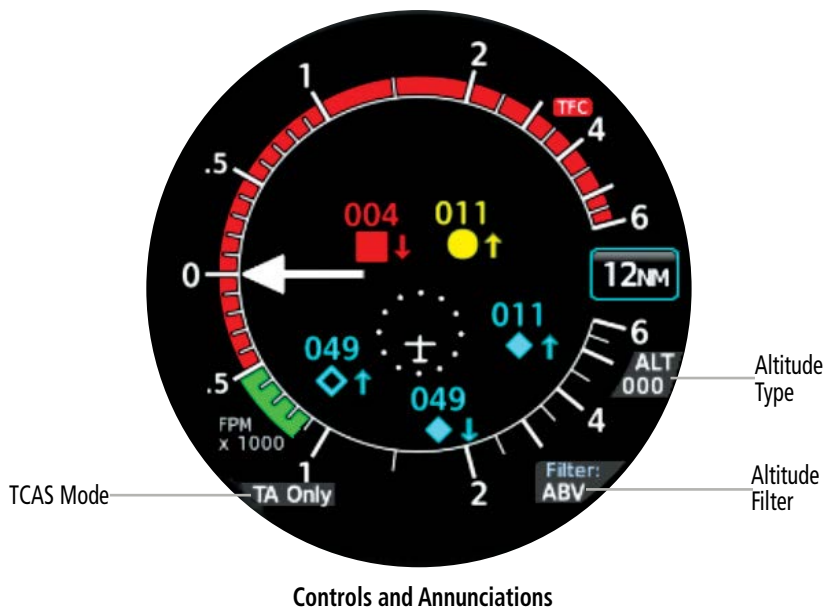 1
2
TFC
4
.5
6
004
011
0
12NM
011
6
049
ALT
000
Altitude
Type
.5
049
4
FPM
x 1000
1
2
Filter:
ABV
Altitude
Filter
TCAS Mode
TA Only
Controls and Annunciations